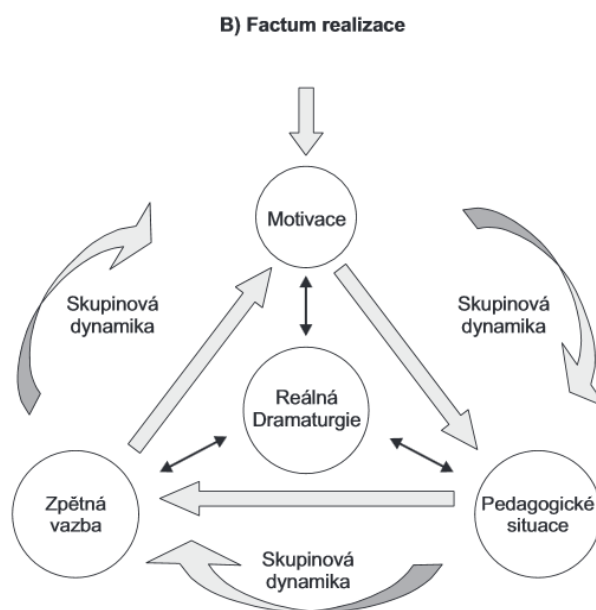 B) Factum realizace
Motivace
Skupinová
dynamika
Skupinová
dynamika
Reálná
Dramaturgie
Zpětná
vazba
Pedagogické
situace
Skupinová
dynamika